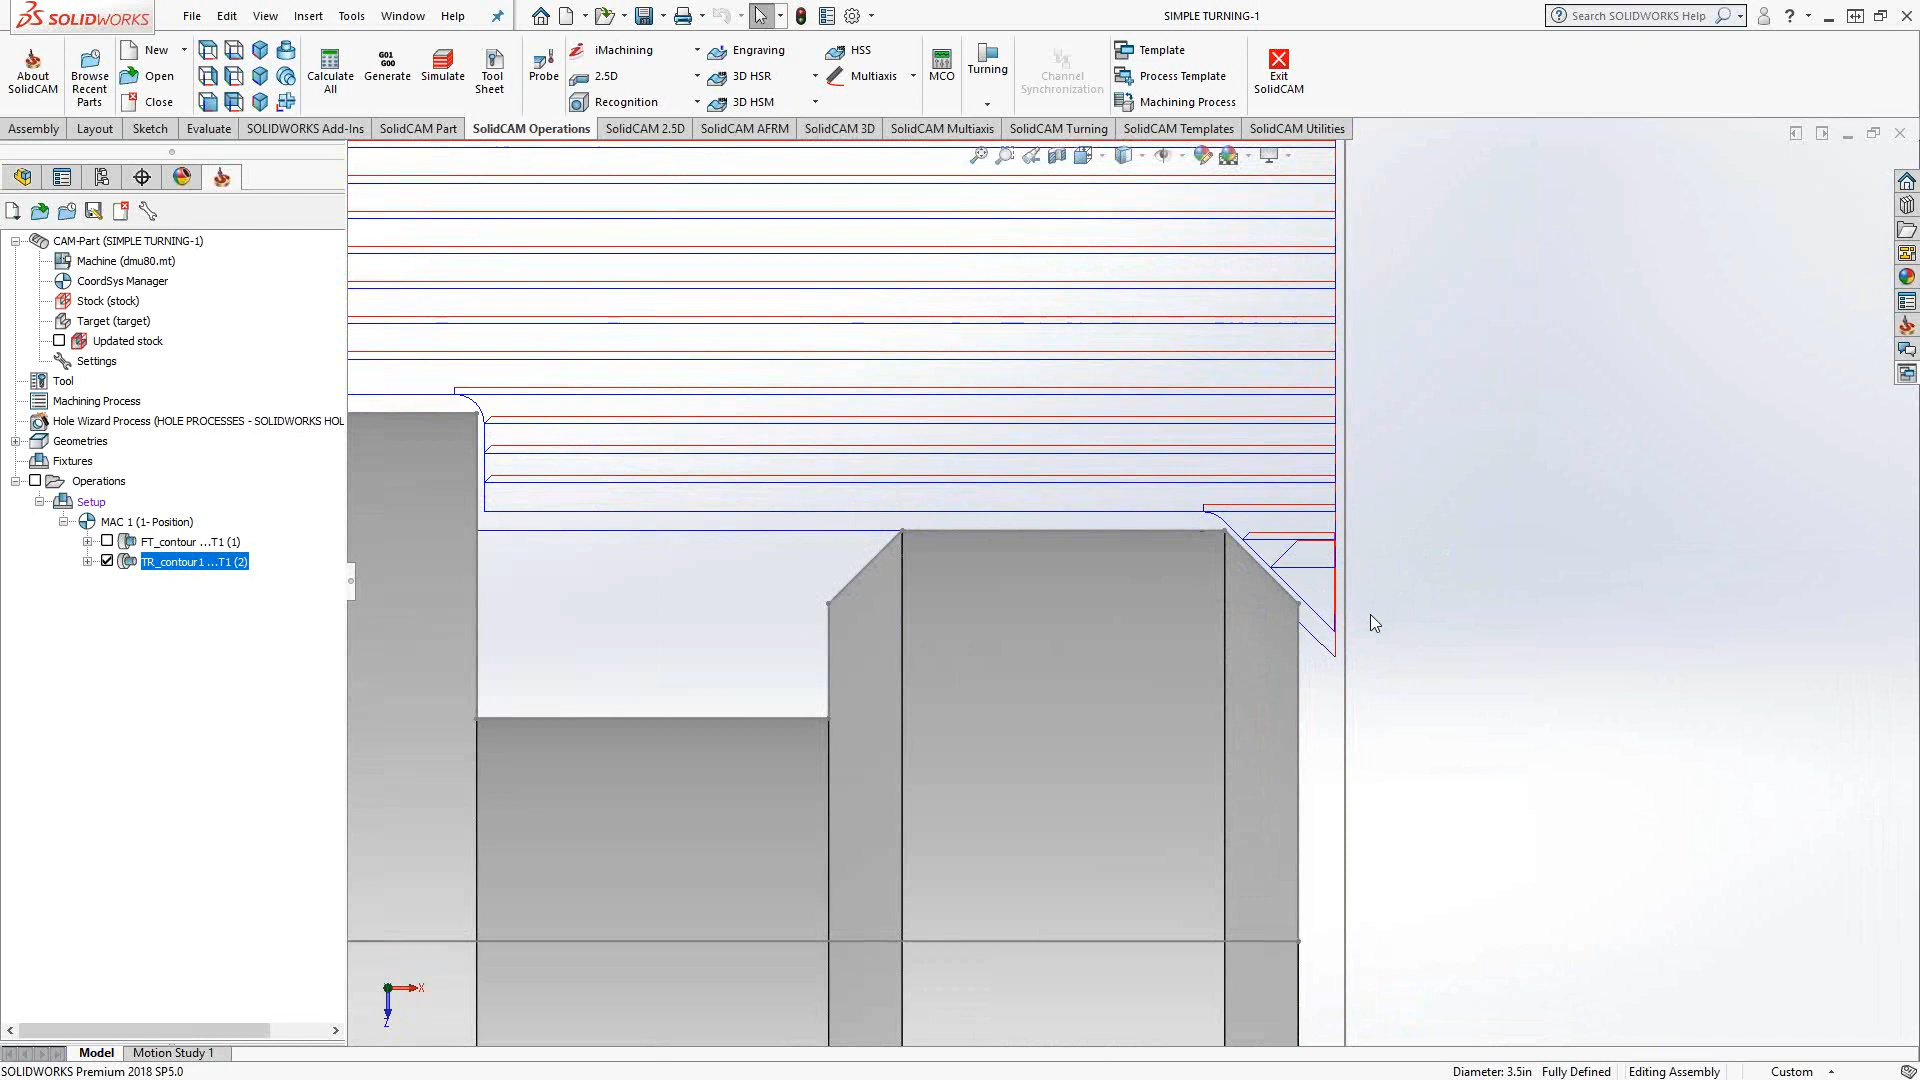 SOLIDWORKS
File Edit View Insert Tools Window Help
SIMPLE TURNING-1
Search SOLIDWORKS Help
About SolidCAM
Browse Recent Parts
New
Open
Close
Calculate All
G01 G00
Generate
Simulate
Tool Sheet
Probe
iMachining
2.5D
Recognition
Engraving
3D HSR
3D HSM
HSS
Multiaxis
MCO
Turning
Channel Synchronization
Template
Process Template
Machining Process
Exit SolidCAM
Assembly Layout Sketch Evaluate SOLIDWORKS Add-Ins SolidCAM Part SolidCAM Operations SolidCAM 2.5D SolidCAM AFRM SolidCAM 3D SolidCAM Multiaxis SolidCAM Turning SolidCAM Templates SolidCAM Utilities
CAM-Part (SIMPLE TURNING-1)
Machine (dmu80.mt)
CoordSys Manager
Stock (stock)
Target (target)
Updated stock
Settings
Tool
Machining Process
Hole Wizard Process (HOLE PROCESSES - SOLIDWORKS HOL
Geometries
Fixtures
Operations
Setup
MAC 1 (1- Position)
FT_contour ...T1 (1)
TR_contour1 ...T1 (2)
X
Z
Model Motion Study 1
SOLIDWORKS Premium 2018 SP5.0
Diameter: 3.5in Fully Defined Editing Assembly Custom